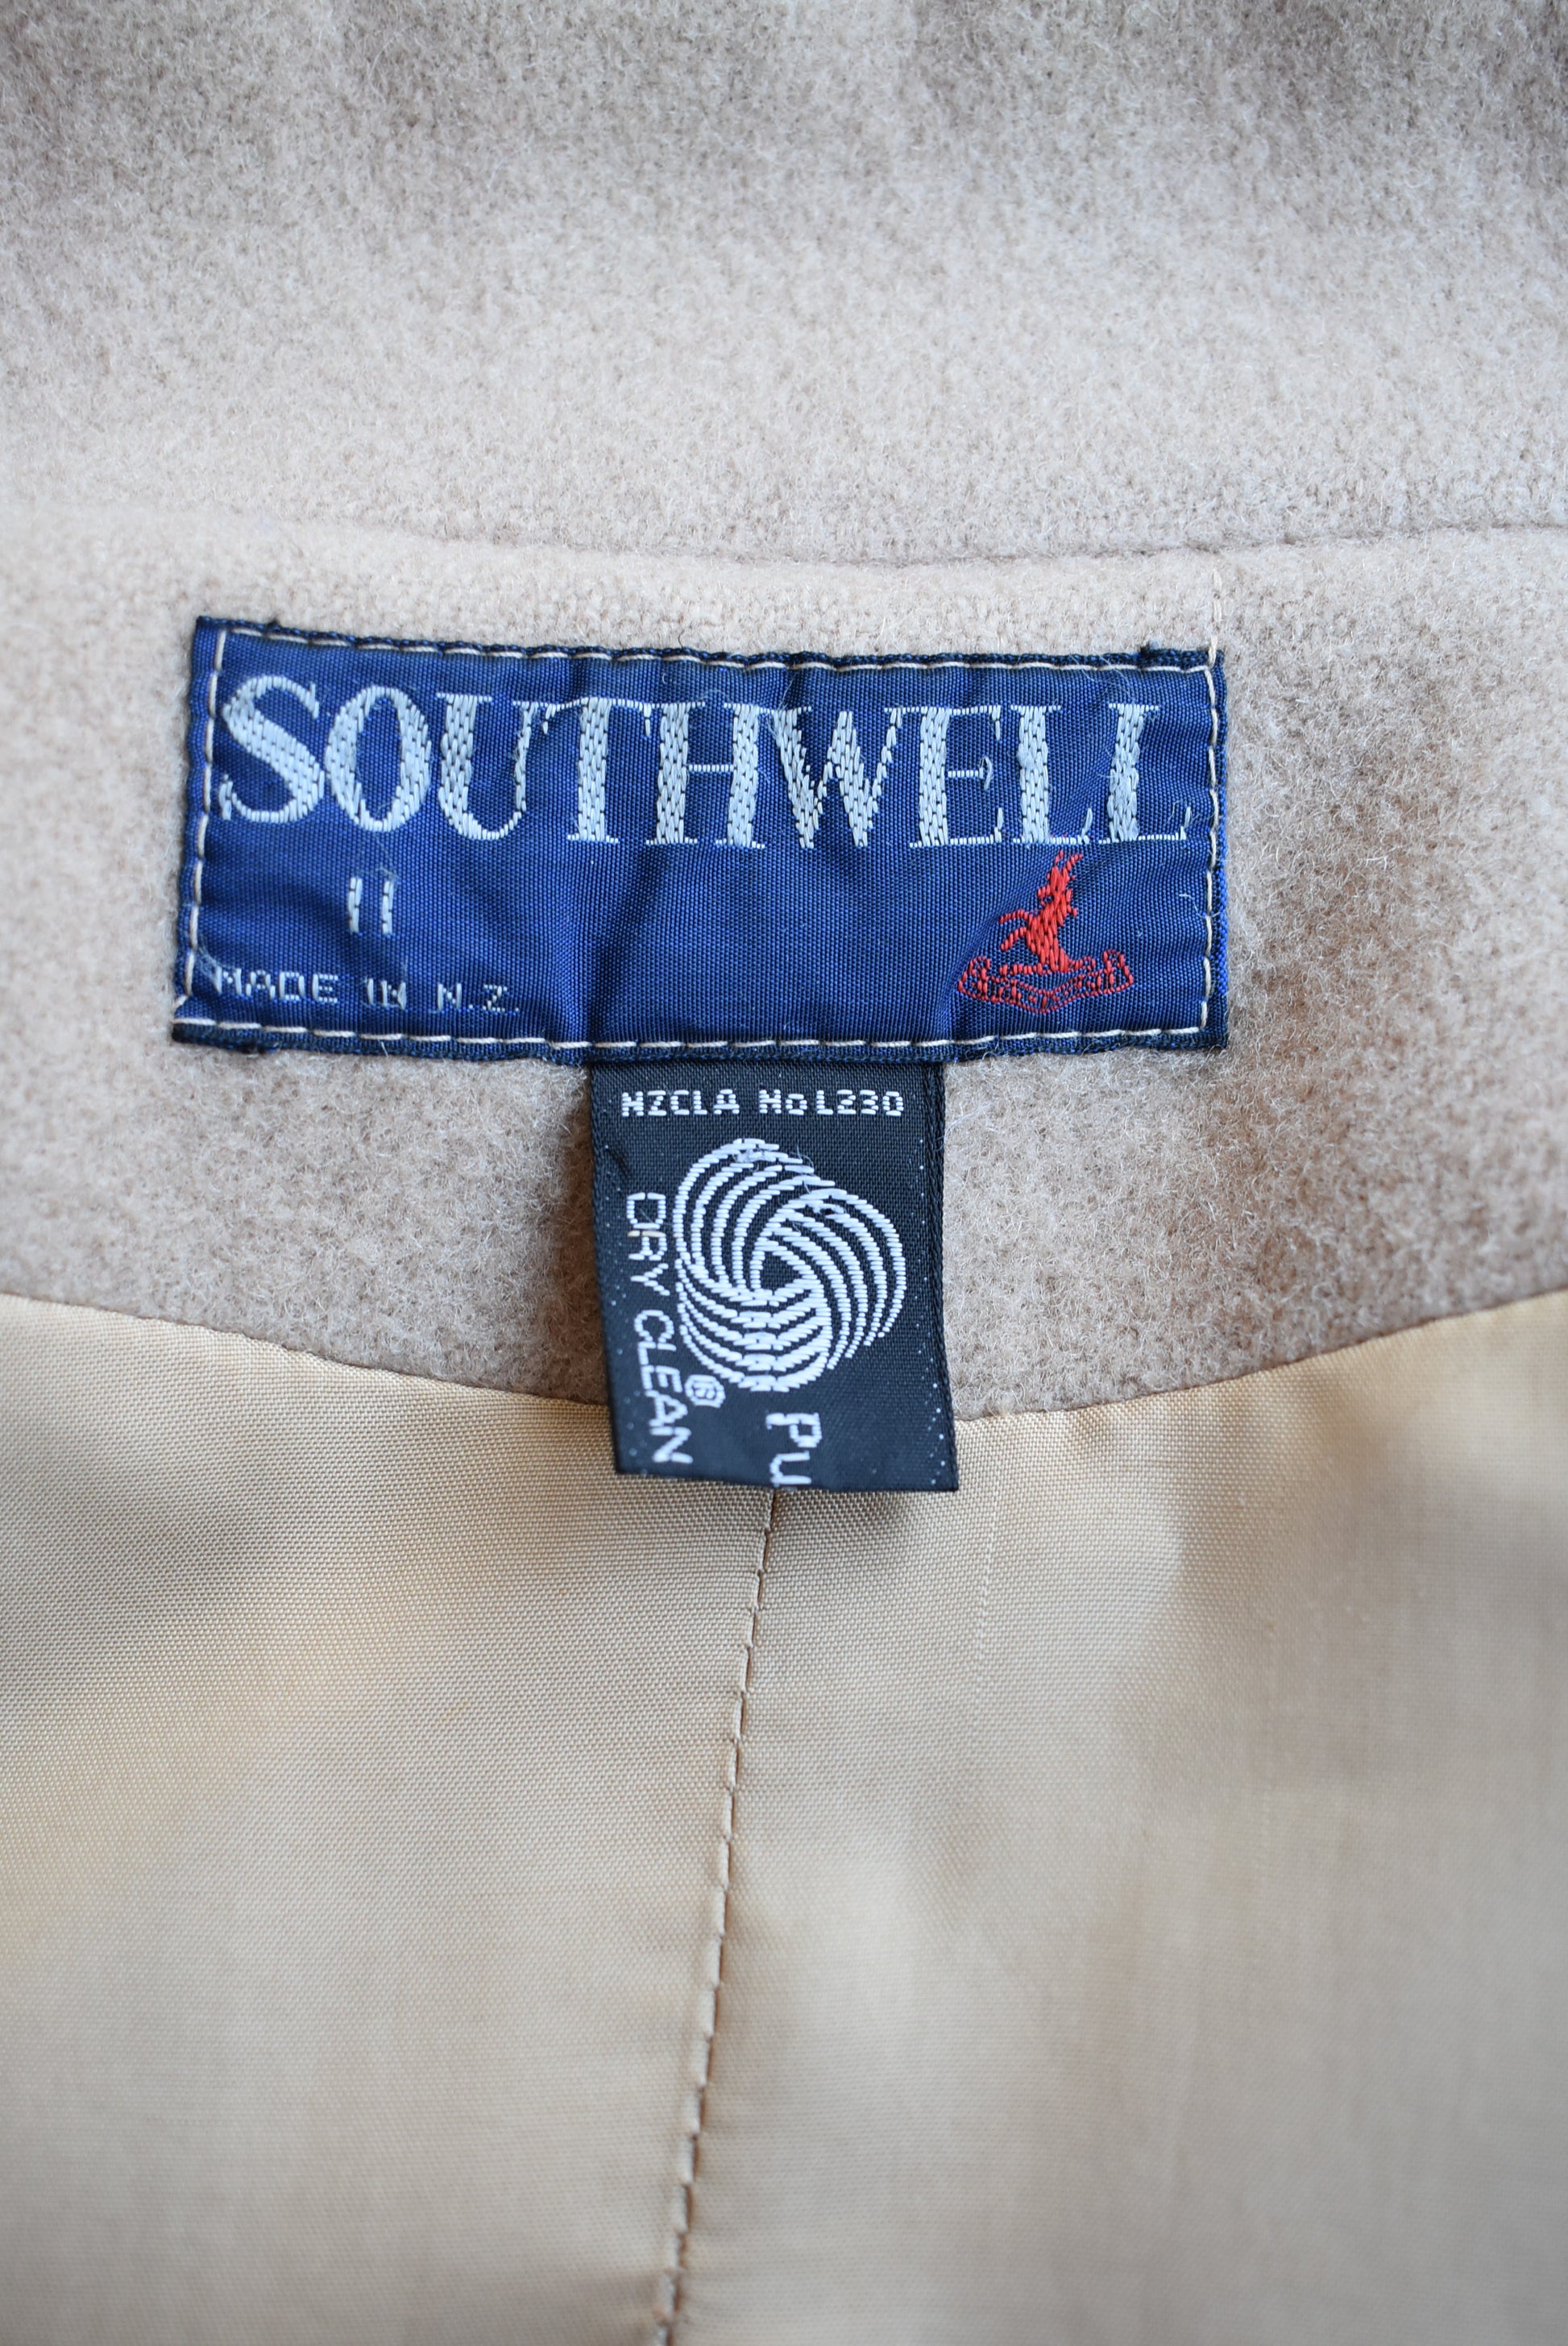 SOUTHWELL
11
MADE IN N.Z.
NZCLA No L230
DRY CLEAN
PU